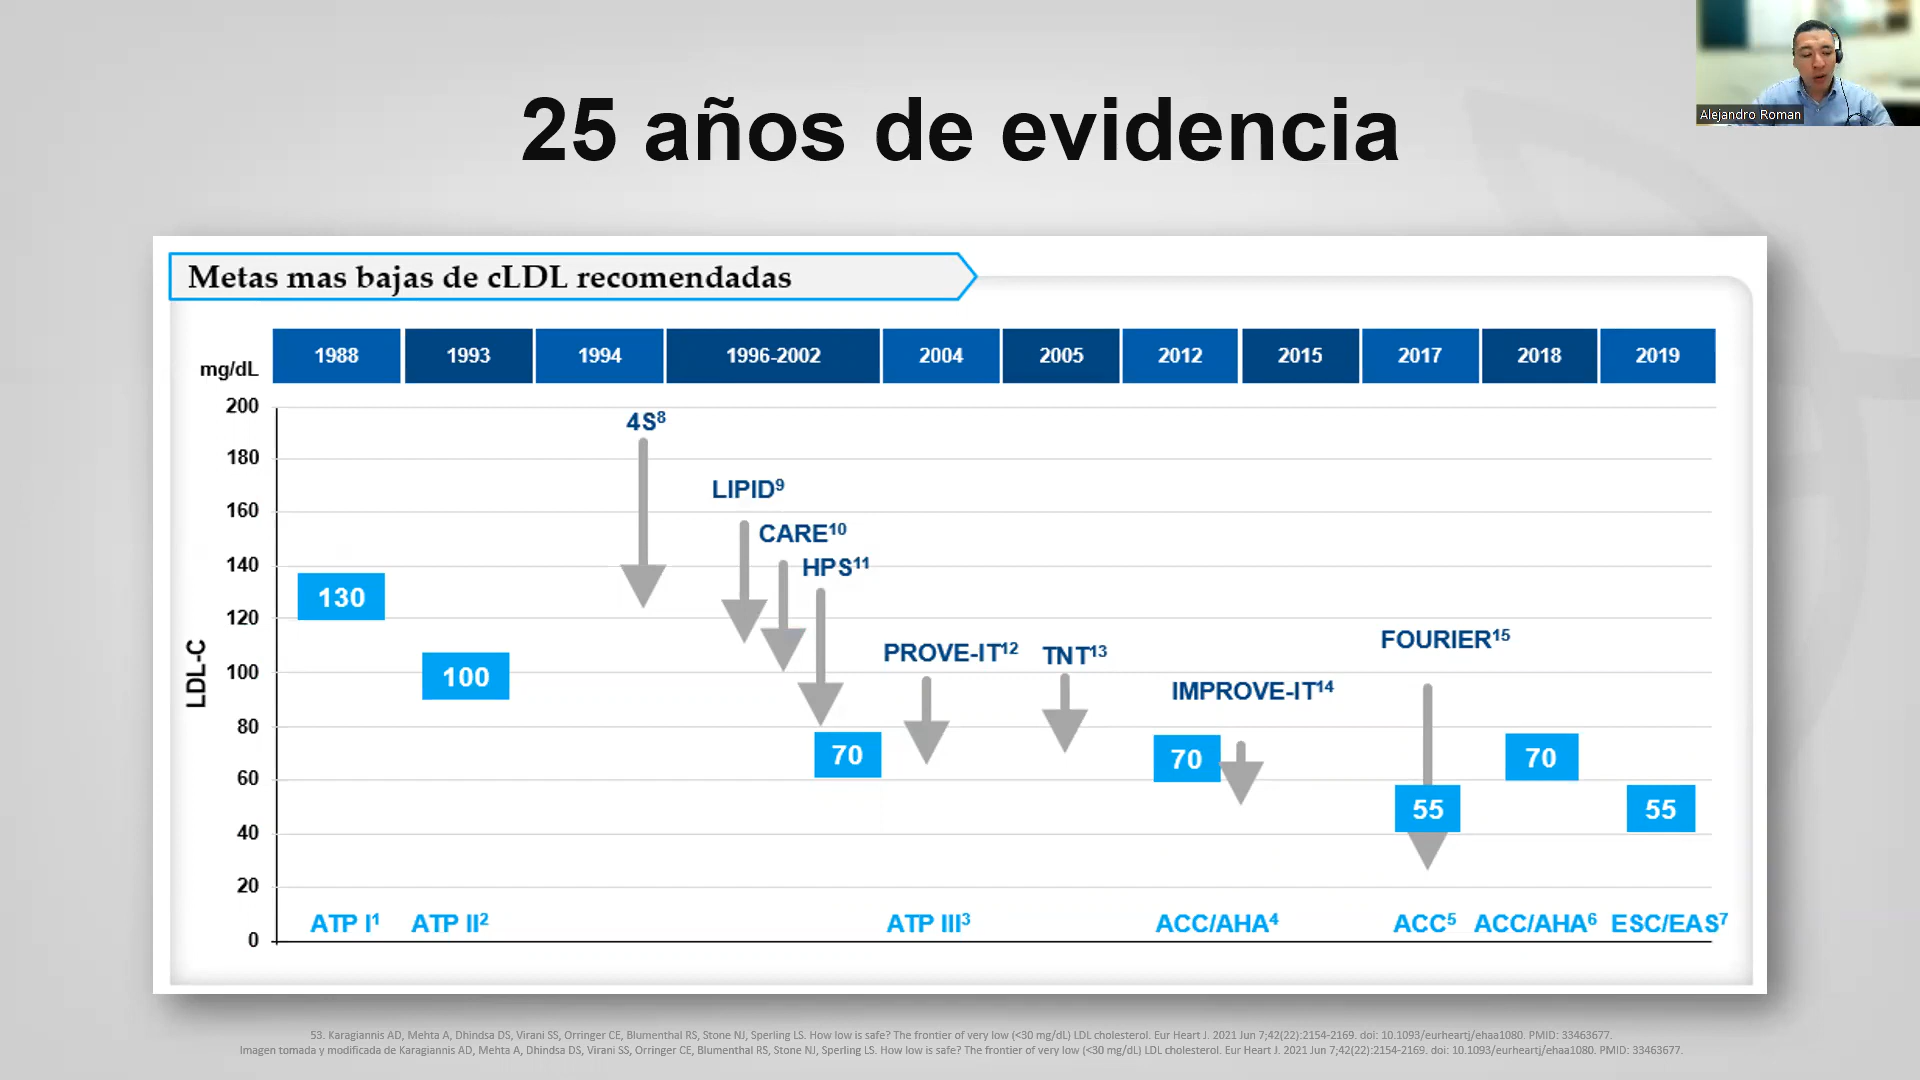 Alejandro Roman
25 años de evidencia
Metas mas bajas de cLDL recomendadas
mg/dL
1988 1993 1994 1996-2002 2004 2005 2012 2015 2017 2018 2019
200
180
160
140
120
100
80
60
40
20
0
LDL-C
4S⁸
LIPID⁹
CARE¹⁰
HPS¹¹
PROVE-IT¹²
TNT¹³
IMPROVE-IT¹⁴
FOURIER¹⁵
130
100
70
70
55
70
55
ATP I¹ ATP II² ATP III³ ACC/AHA⁴ ACC⁵ ACC/AHA⁶ ESC/EAS⁷
53. Karagiannis AD, Mehta A, Dhindsa DS, Virani SS, Orringer CE, Blumenthal RS, Stone NJ, Sperling LS. How low is safe? The frontier of very low (<30 mg/dL) LDL cholesterol. Eur Heart J. 2021 Jun 7;42(22):2154-2169. doi: 10.1093/eurheartj/ehaa1080. PMID: 33463677.
Imagen tomada y modificada de Karagiannis AD, Mehta A, Dhindsa DS, Virani SS, Orringer CE, Blumenthal RS, Stone NJ, Sperling LS. How low is safe? The frontier of very low (<30 mg/dL) LDL cholesterol. Eur Heart J. 2021 Jun 7;42(22):2154-2169. doi: 10.1093/eurheartj/ehaa1080. PMID: 33463677.